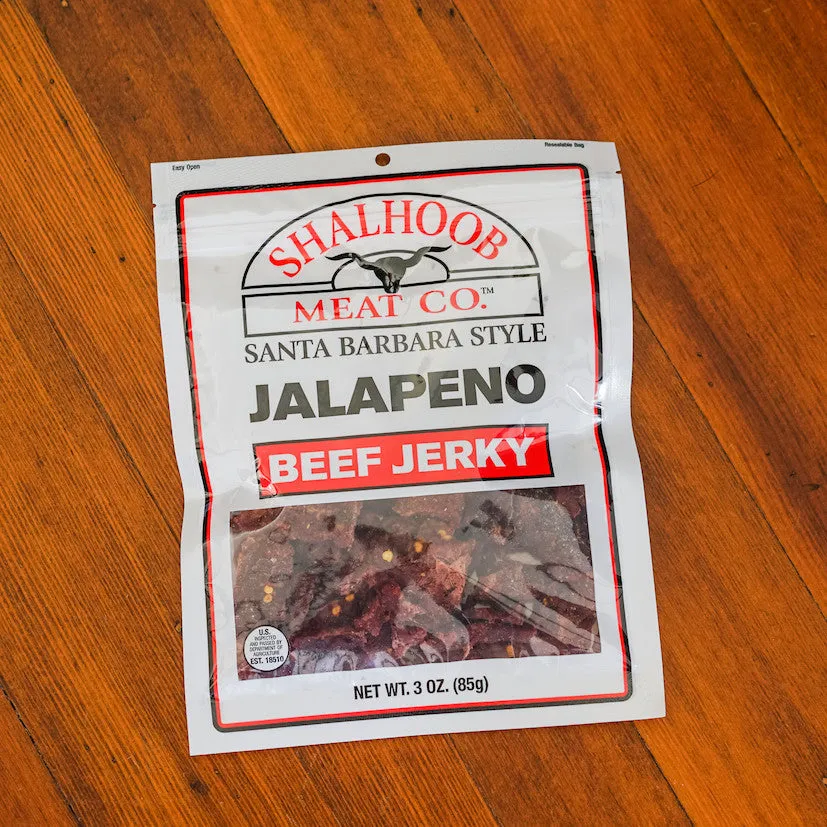 Easy Open
Resealable Bag
SHALHOOB
MEAT CO.™
SANTA BARBARA STYLE
JALAPENO
BEEF JERKY
U.S.
INSPECTED
AND PASSED BY
DEPARTMENT OF
AGRICULTURE
EST. 18510
NET WT. 3 OZ. (85g)